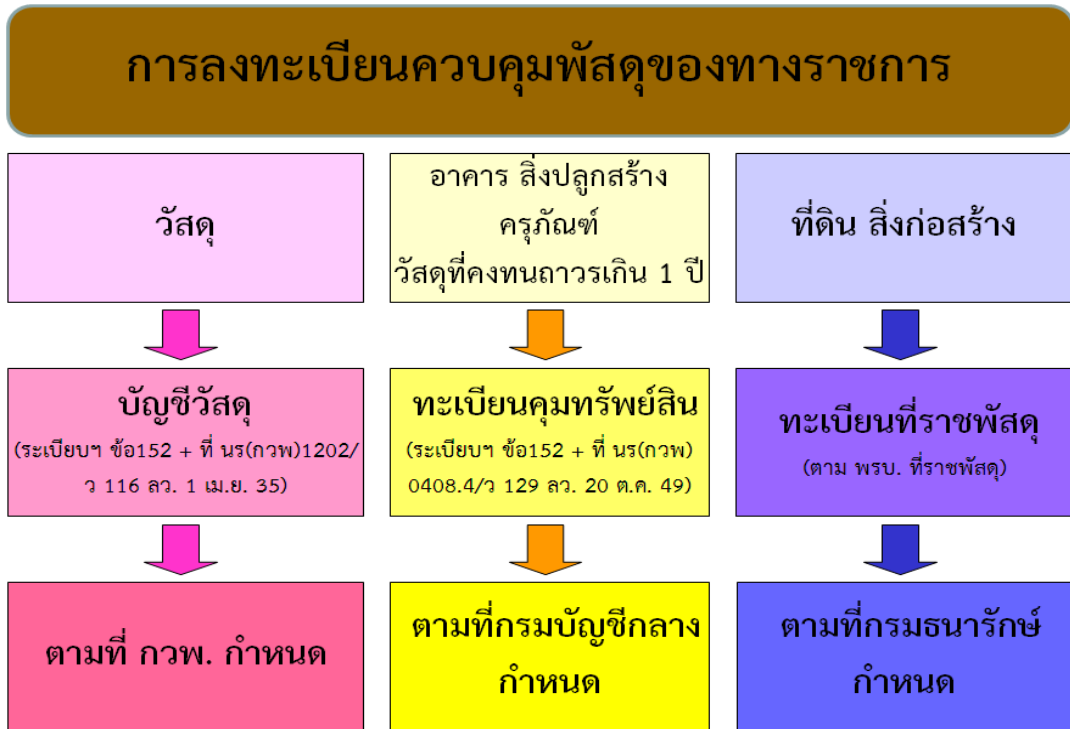 การลงทะเบียนควบคุมพัสดุของทางราชการ
วัสดุ
อาคาร สิ่งปลูกสร้าง
ครุภัณฑ์
วัสดุที่คงทนถาวรเกิน 1 ปี
ที่ดิน สิ่งก่อสร้าง
บัญชีวัสดุ
(ระเบียบฯ ข้อ152 + ที่ นร(กวพ)1202/
ว 116 ลว. 1 เม.ย. 35)
ทะเบียนคุมทรัพย์สิน
(ระเบียบฯ ข้อ152 + ที่ นร(กวพ)
0408.4/ว 129 ลว. 20 ต.ค. 49)
ทะเบียนที่ราชพัสดุ
(ตาม พรบ. ที่ราชพัสดุ)
ตามที่ กวพ. กำหนด
ตามที่กรมบัญชีกลาง
กำหนด
ตามที่กรมธนารักษ์
กำหนด